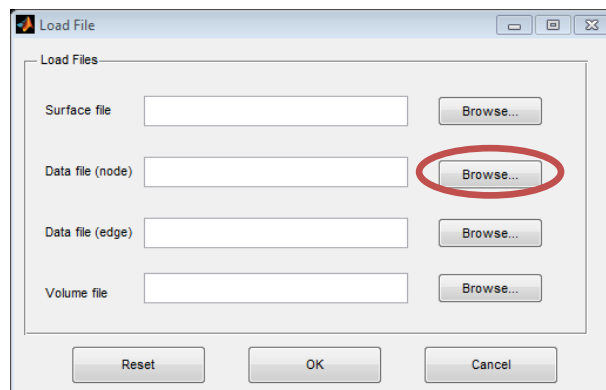 Load File
Load Files
Surface file Browse...
Data file (node) Browse...
Data file (edge) Browse...
Volume file Browse...
Reset OK Cancel